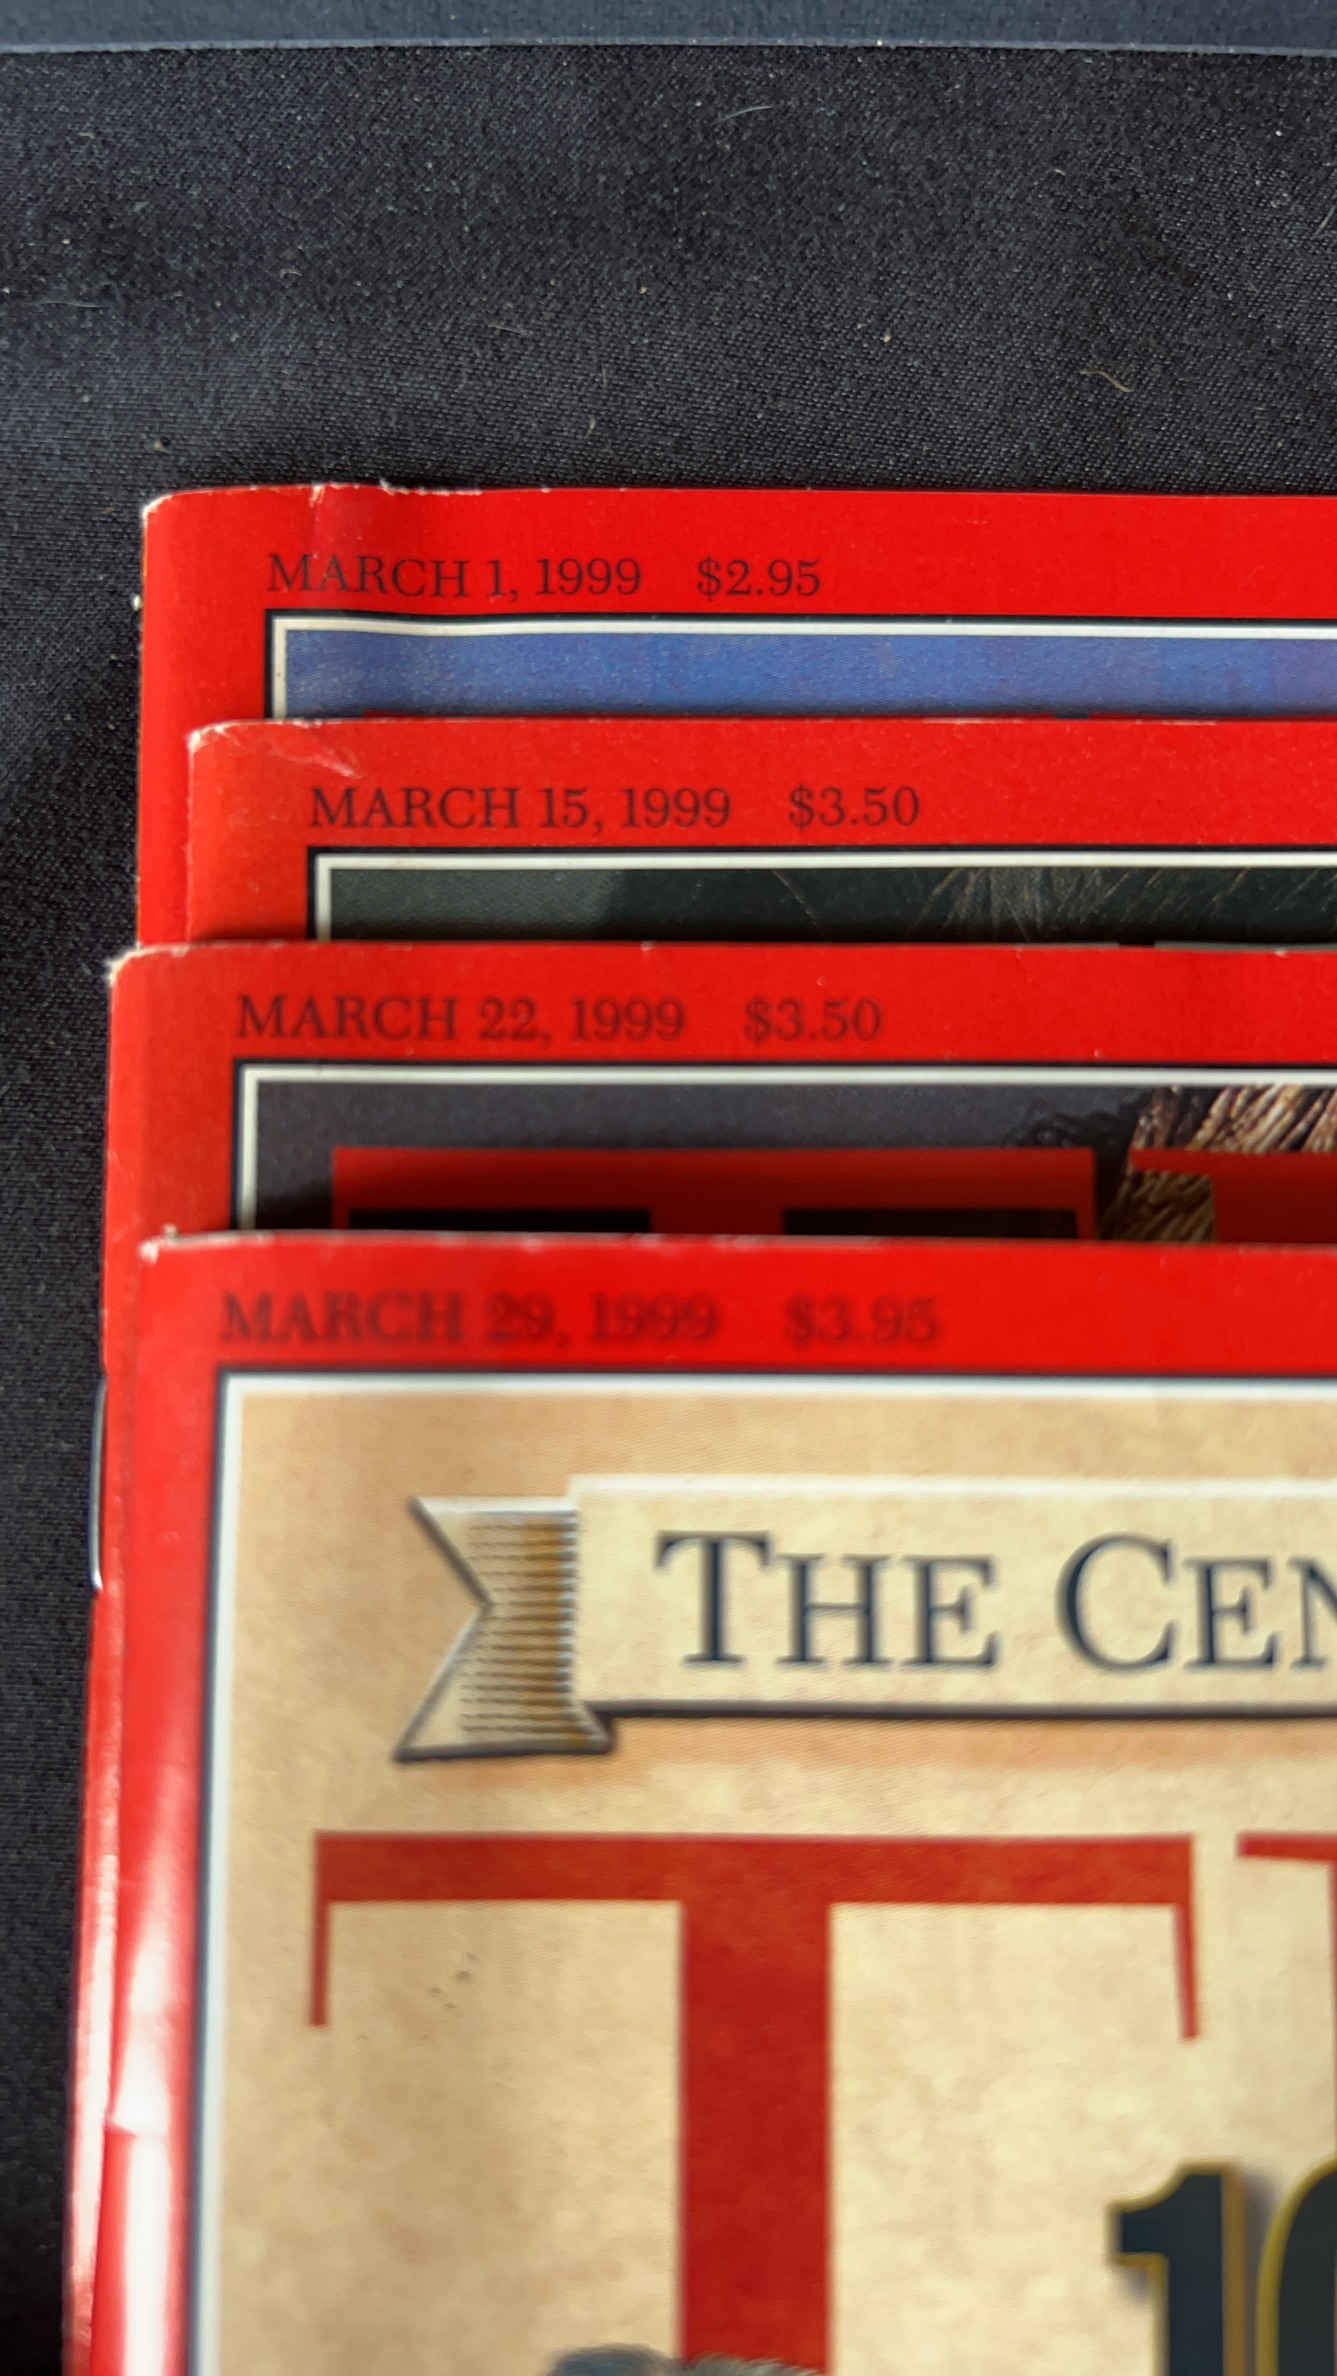 MARCH 1, 1999 $2.95
MARCH 15, 1999 $3.50
MARCH 22, 1999 $3.50
MARCH 29, 1999 $3.95
THE CEN
T